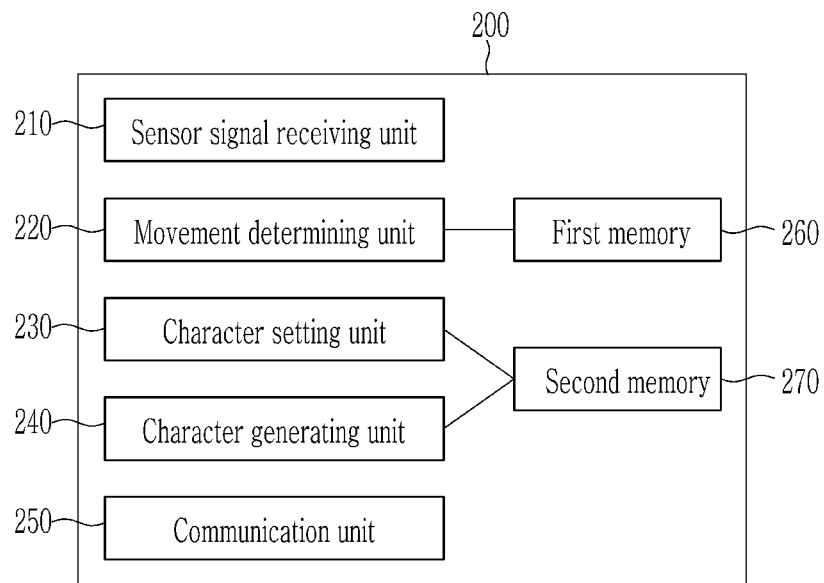 200
210 Sensor signal receiving unit
220 Movement determining unit First memory 260
230 Character setting unit
Second memory 270
240 Character generating unit
250 Communication unit